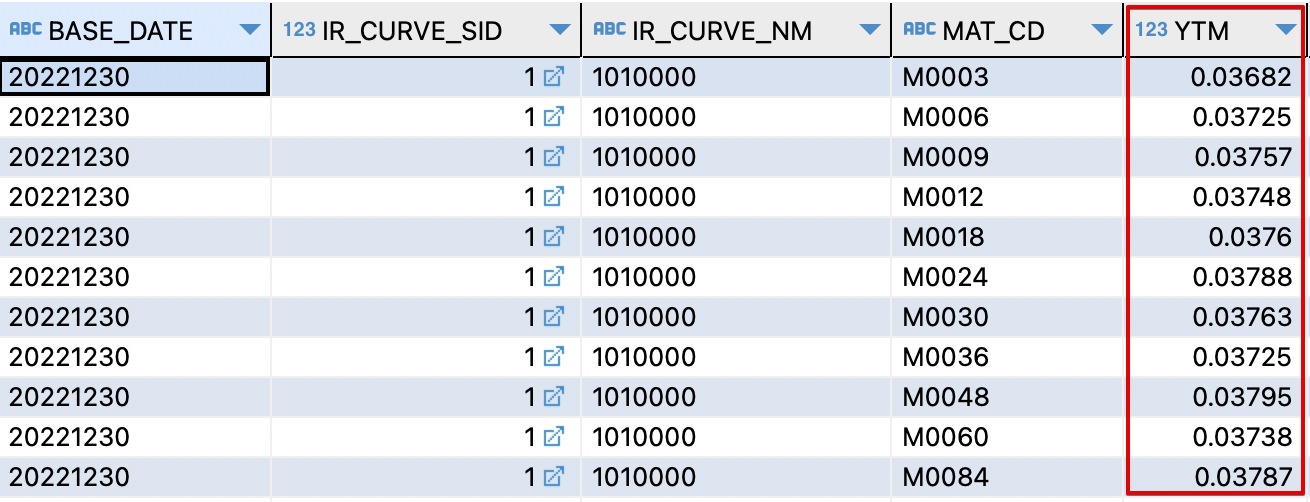 ABC BASE_DATE 123 IR_CURVE_SID ABC IR_CURVE_NM ABC MAT_CD 123 YTM
20221230 1 1010000 M0003 0.03682
20221230 1 1010000 M0006 0.03725
20221230 1 1010000 M0009 0.03757
20221230 1 1010000 M0012 0.03748
20221230 1 1010000 M0018 0.0376
20221230 1 1010000 M0024 0.03788
20221230 1 1010000 M0030 0.03763
20221230 1 1010000 M0036 0.03725
20221230 1 1010000 M0048 0.03795
20221230 1 1010000 M0060 0.03738
20221230 1 1010000 M0084 0.03787